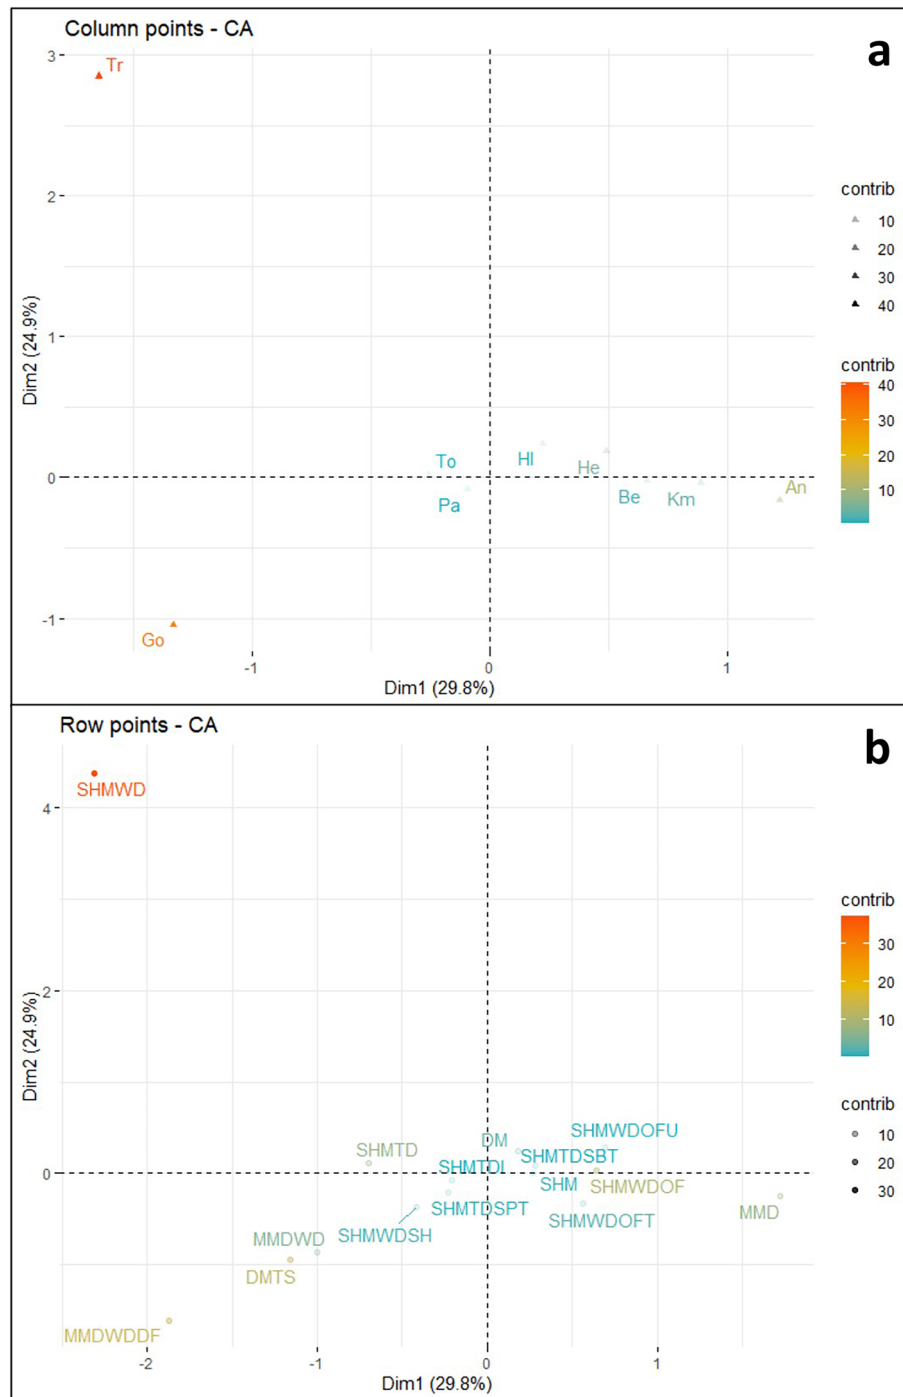 Column points - CA
a
3
Tr
2
1
0
-1
Dim2 (24.9%)
To
Pa
Hl
He
Be
Km
An
Go
-1
0
1
Dim1 (29.8%)
contrib
10
20
30
40
contrib
40
30
20
10
Row points - CA
b
SHMWD
4
2
0
Dim2 (24.9%)
SHMWDOFU
DM
SHMTD
SHMTDSBT
SHMTDI
SHM
SHMWDOF
SHMTDSPT
MMD
SHMWDOFT
SHMWDSH
MMDWD
DMTS
MMDWDDF
-2
-1
0
1
Dim1 (29.8%)
contrib
30
20
10
contrib
10
20
30